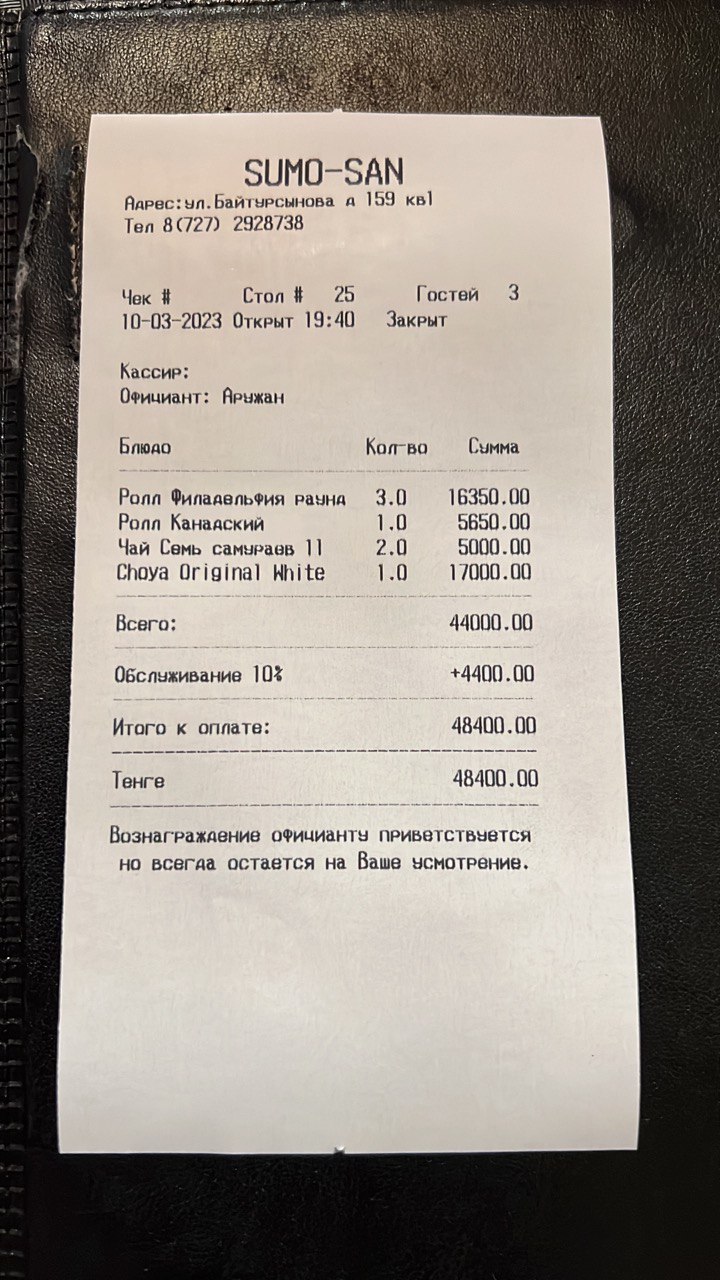 SUMO-SAN
Адрес:ул.Байтурсынова д 159 кв1
Тел 8(727) 2928738
Чек # Стол # 25 Гостей 3
10-03-2023 Открыт 19:40 Закрыт
Кассир:
Официант: Аружан
Блюдо Кол-во Сумма
Ролл Филадельфия раунд 3.0 16350.00
Ролл Канадский 1.0 5650.00
Чай Семь самураев 1l 2.0 5000.00
Choya Original White 1.0 17000.00
Всего: 44000.00
Обслуживание 10% +4400.00
Итого к оплате: 48400.00
Тенге 48400.00
Вознаграждение официанту приветствуется
но всегда остается на Ваше усмотрение.